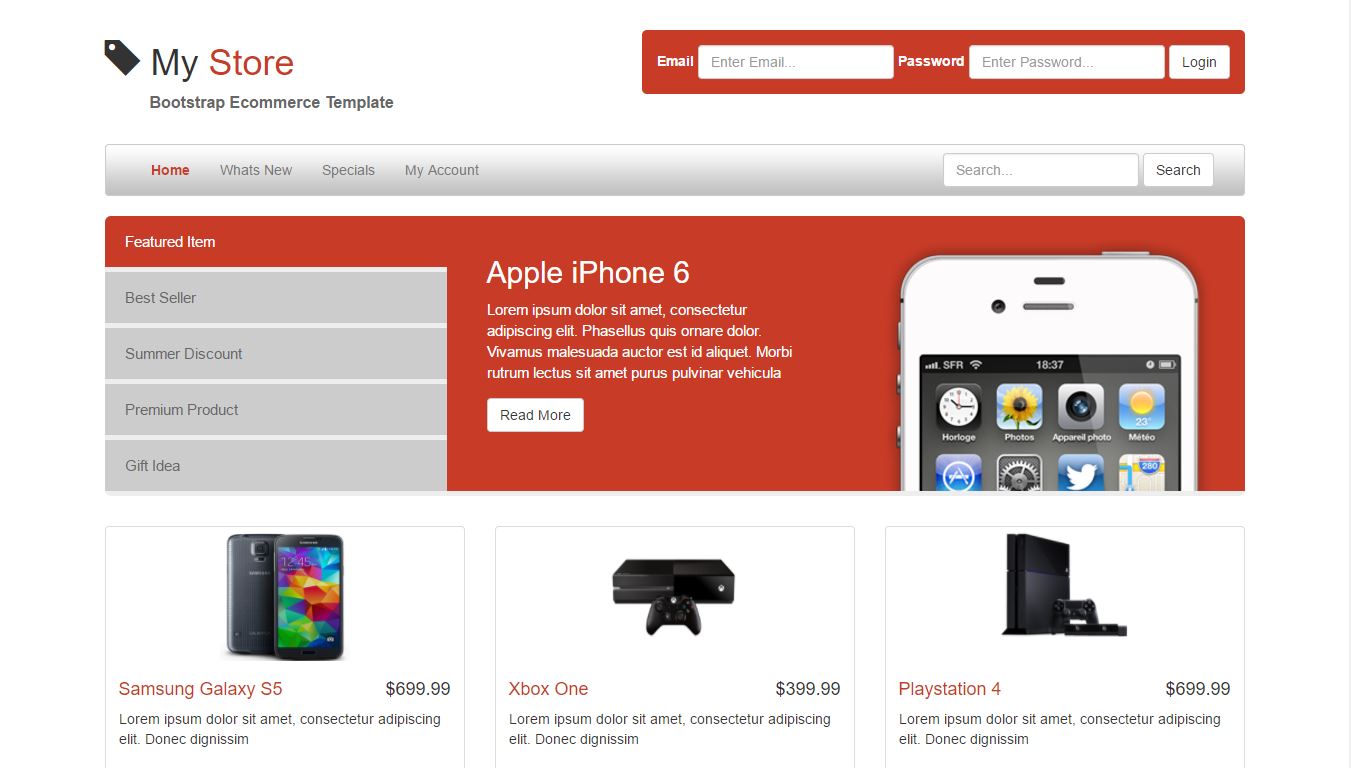 My Store
Bootstrap Ecommerce Template
Email Enter Email... Password Enter Password... Login
Home Whats New Specials My Account Search... Search
Featured Item
Best Seller
Summer Discount
Premium Product
Gift Idea
Apple iPhone 6
Lorem ipsum dolor sit amet, consectetur
adipiscing elit. Phasellus quis ornare dolor.
Vivamus malesuada auctor est id aliquet. Morbi
rutrum lectus sit amet purus pulvinar vehicula
Read More
SFR 18:37
23°
Horloge Photos Appareil photo Météo
280
Samsung Galaxy S5 $699.99
Lorem ipsum dolor sit amet, consectetur adipiscing
elit. Donec dignissim
Xbox One $399.99
Lorem ipsum dolor sit amet, consectetur adipiscing
elit. Donec dignissim
Playstation 4 $699.99
Lorem ipsum dolor sit amet, consectetur adipiscing
elit. Donec dignissim